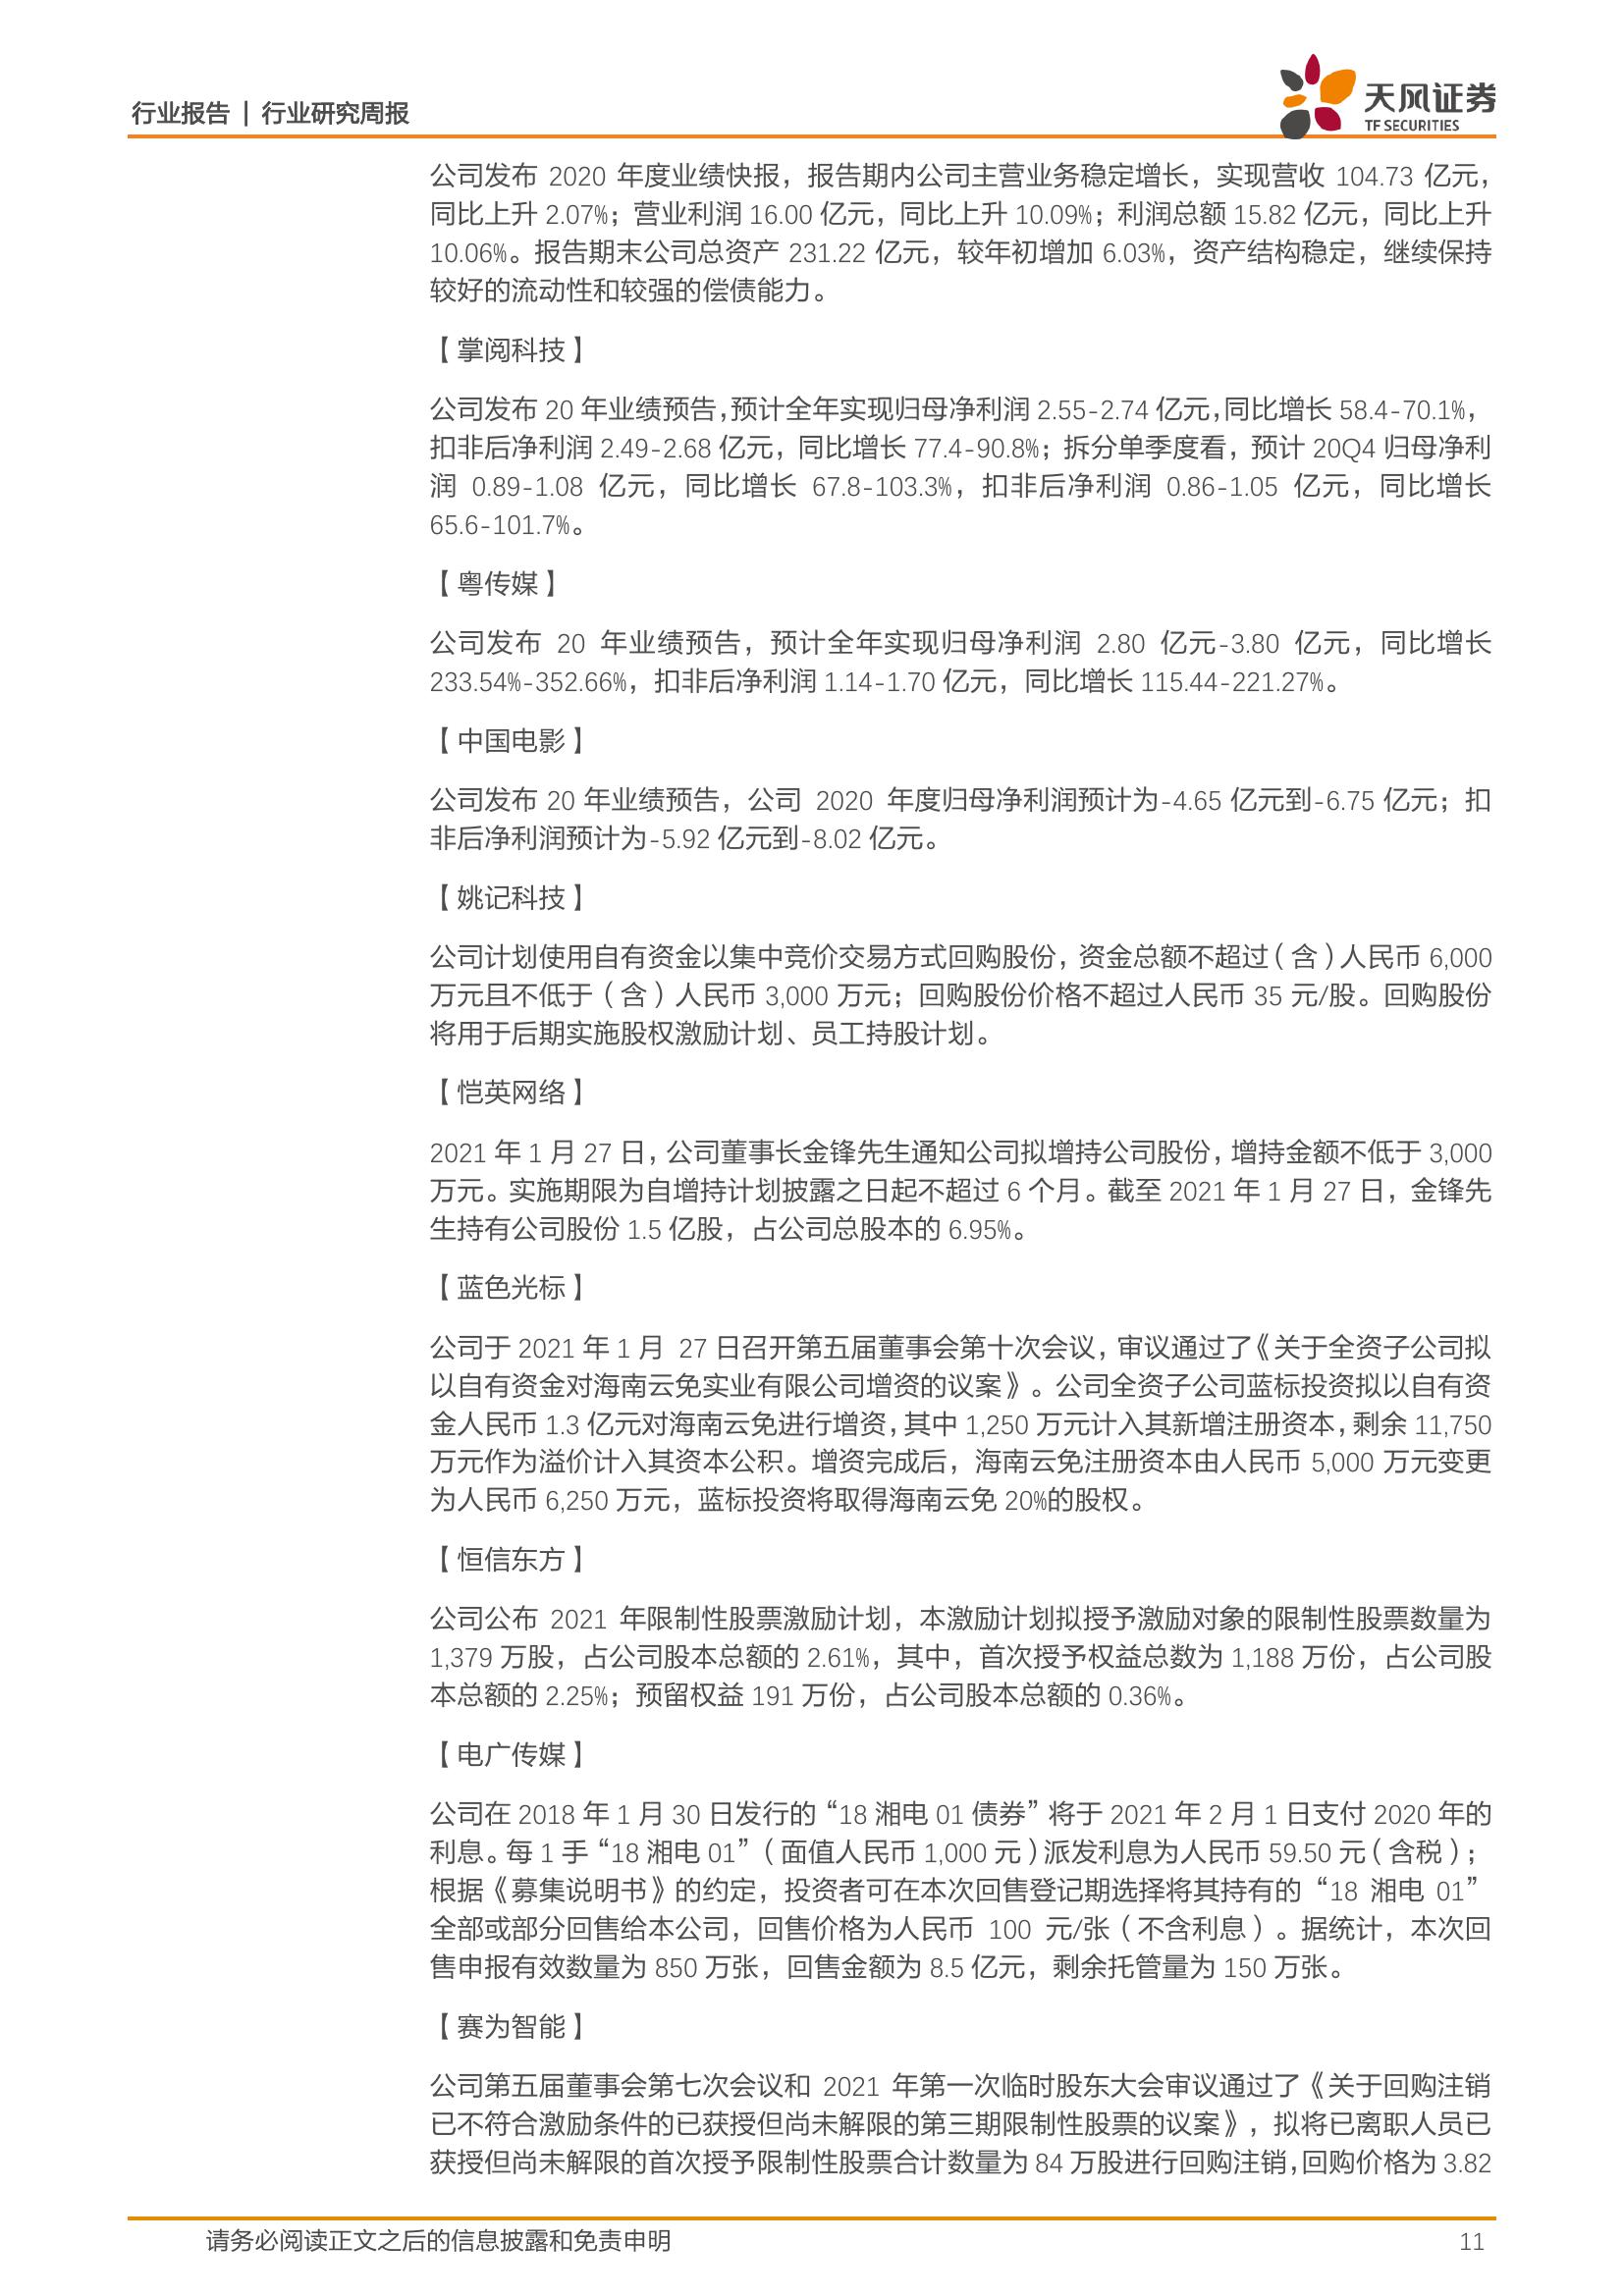 行业报告 | 行业研究周报
天风证券
TF SECURITIES
公司发布 2020 年度业绩快报，报告期内公司主营业务稳定增长，实现营收 104.73 亿元，
同比上升 2.07%；营业利润 16.00 亿元，同比上升 10.09%；利润总额 15.82 亿元，同比上升
10.06%。报告期末公司总资产 231.22 亿元，较年初增加 6.03%，资产结构稳定，继续保持
较好的流动性和较强的偿债能力。
【掌阅科技】
公司发布 20 年业绩预告，预计全年实现归母净利润 2.55-2.74 亿元，同比增长 58.4-70.1%，
扣非后净利润 2.49-2.68 亿元，同比增长 77.4-90.8%；拆分单季度看，预计 20Q4 归母净利
润 0.89-1.08 亿元，同比增长 67.8-103.3%，扣非后净利润 0.86-1.05 亿元，同比增长
65.6-101.7%。
【粤传媒】
公司发布 20 年业绩预告，预计全年实现归母净利润 2.80 亿元-3.80 亿元，同比增长
233.54%-352.66%，扣非后净利润 1.14-1.70 亿元，同比增长 115.44-221.27%。
【中国电影】
公司发布 20 年业绩预告，公司 2020 年度归母净利润预计为-4.65 亿元到-6.75 亿元；扣
非后净利润预计为-5.92 亿元到-8.02 亿元。
【姚记科技】
公司计划使用自有资金以集中竞价交易方式回购股份，资金总额不超过（含）人民币 6,000
万元且不低于（含）人民币 3,000 万元；回购股份价格不超过人民币 35 元/股。回购股份
将用于后期实施股权激励计划、员工持股计划。
【恺英网络】
2021 年 1 月 27 日，公司董事长金锋先生通知公司拟增持公司股份，增持金额不低于 3,000
万元。实施期限为自增持计划披露之日起不超过 6 个月。截至 2021 年 1 月 27 日，金锋先
生持有公司股份 1.5 亿股，占公司总股本的 6.95%。
【蓝色光标】
公司于 2021 年 1 月 27 日召开第五届董事会第十次会议，审议通过了《关于全资子公司拟
以自有资金对海南云免实业有限公司增资的议案》。公司全资子公司蓝标投资拟以自有资
金人民币 1.3 亿元对海南云免进行增资，其中 1,250 万元计入其新增注册资本，剩余 11,750
万元作为溢价计入其资本公积。增资完成后，海南云免注册资本由人民币 5,000 万元变更
为人民币 6,250 万元，蓝标投资将取得海南云免 20%的股权。
【恒信东方】
公司公布 2021 年限制性股票激励计划，本激励计划拟授予激励对象的限制性股票数量为
1,379 万股，占公司股本总额的 2.61%，其中，首次授予权益总数为 1,188 万份，占公司股
本总额的 2.25%；预留权益 191 万份，占公司股本总额的 0.36%。
【电广传媒】
公司在 2018 年 1 月 30 日发行的“18 湘电 01 债券”将于 2021 年 2 月 1 日支付 2020 年的
利息。每 1 手“18 湘电 01”（面值人民币 1,000 元）派发利息为人民币 59.50 元（含税）；
根据《募集说明书》的约定，投资者可在本次回售登记期选择将其持有的“18 湘电 01”
全部或部分回售给本公司，回售价格为人民币 100 元/张（不含利息）。据统计，本次回
售申报有效数量为 850 万张，回售金额为 8.5 亿元，剩余托管量为 150 万张。
【赛为智能】
公司第五届董事会第七次会议和 2021 年第一次临时股东大会审议通过了《关于回购注销
已不符合激励条件的已获授但尚未解限的第三期限制性股票的议案》，拟将已离职人员已
获授但尚未解限的首次授予限制性股票合计数量为 84 万股进行回购注销，回购价格为 3.82
请务必阅读正文之后的信息披露和免责申明
11